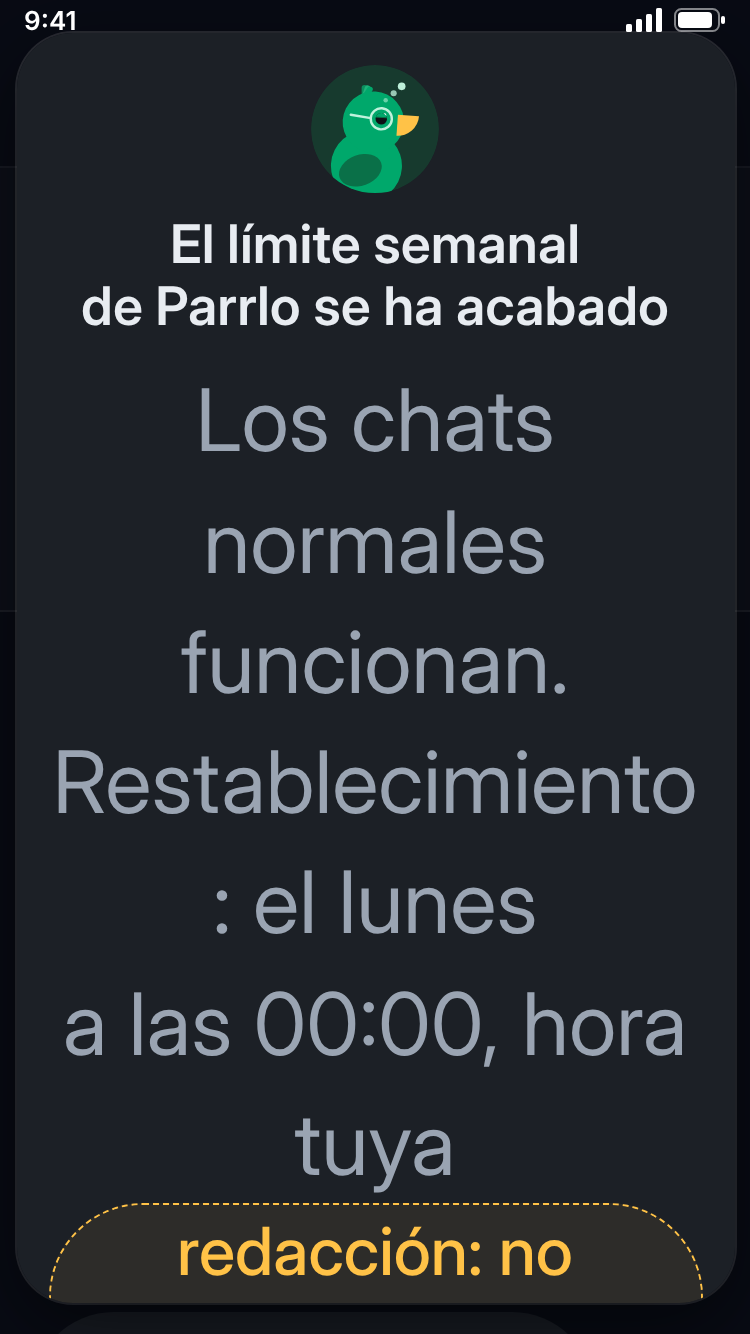 9:41
El límite semanal
de Parrlo se ha acabado
Los chats
normales
funcionan.
Restablecimiento
: el lunes
a las 00:00, hora
tuya
redacción: no